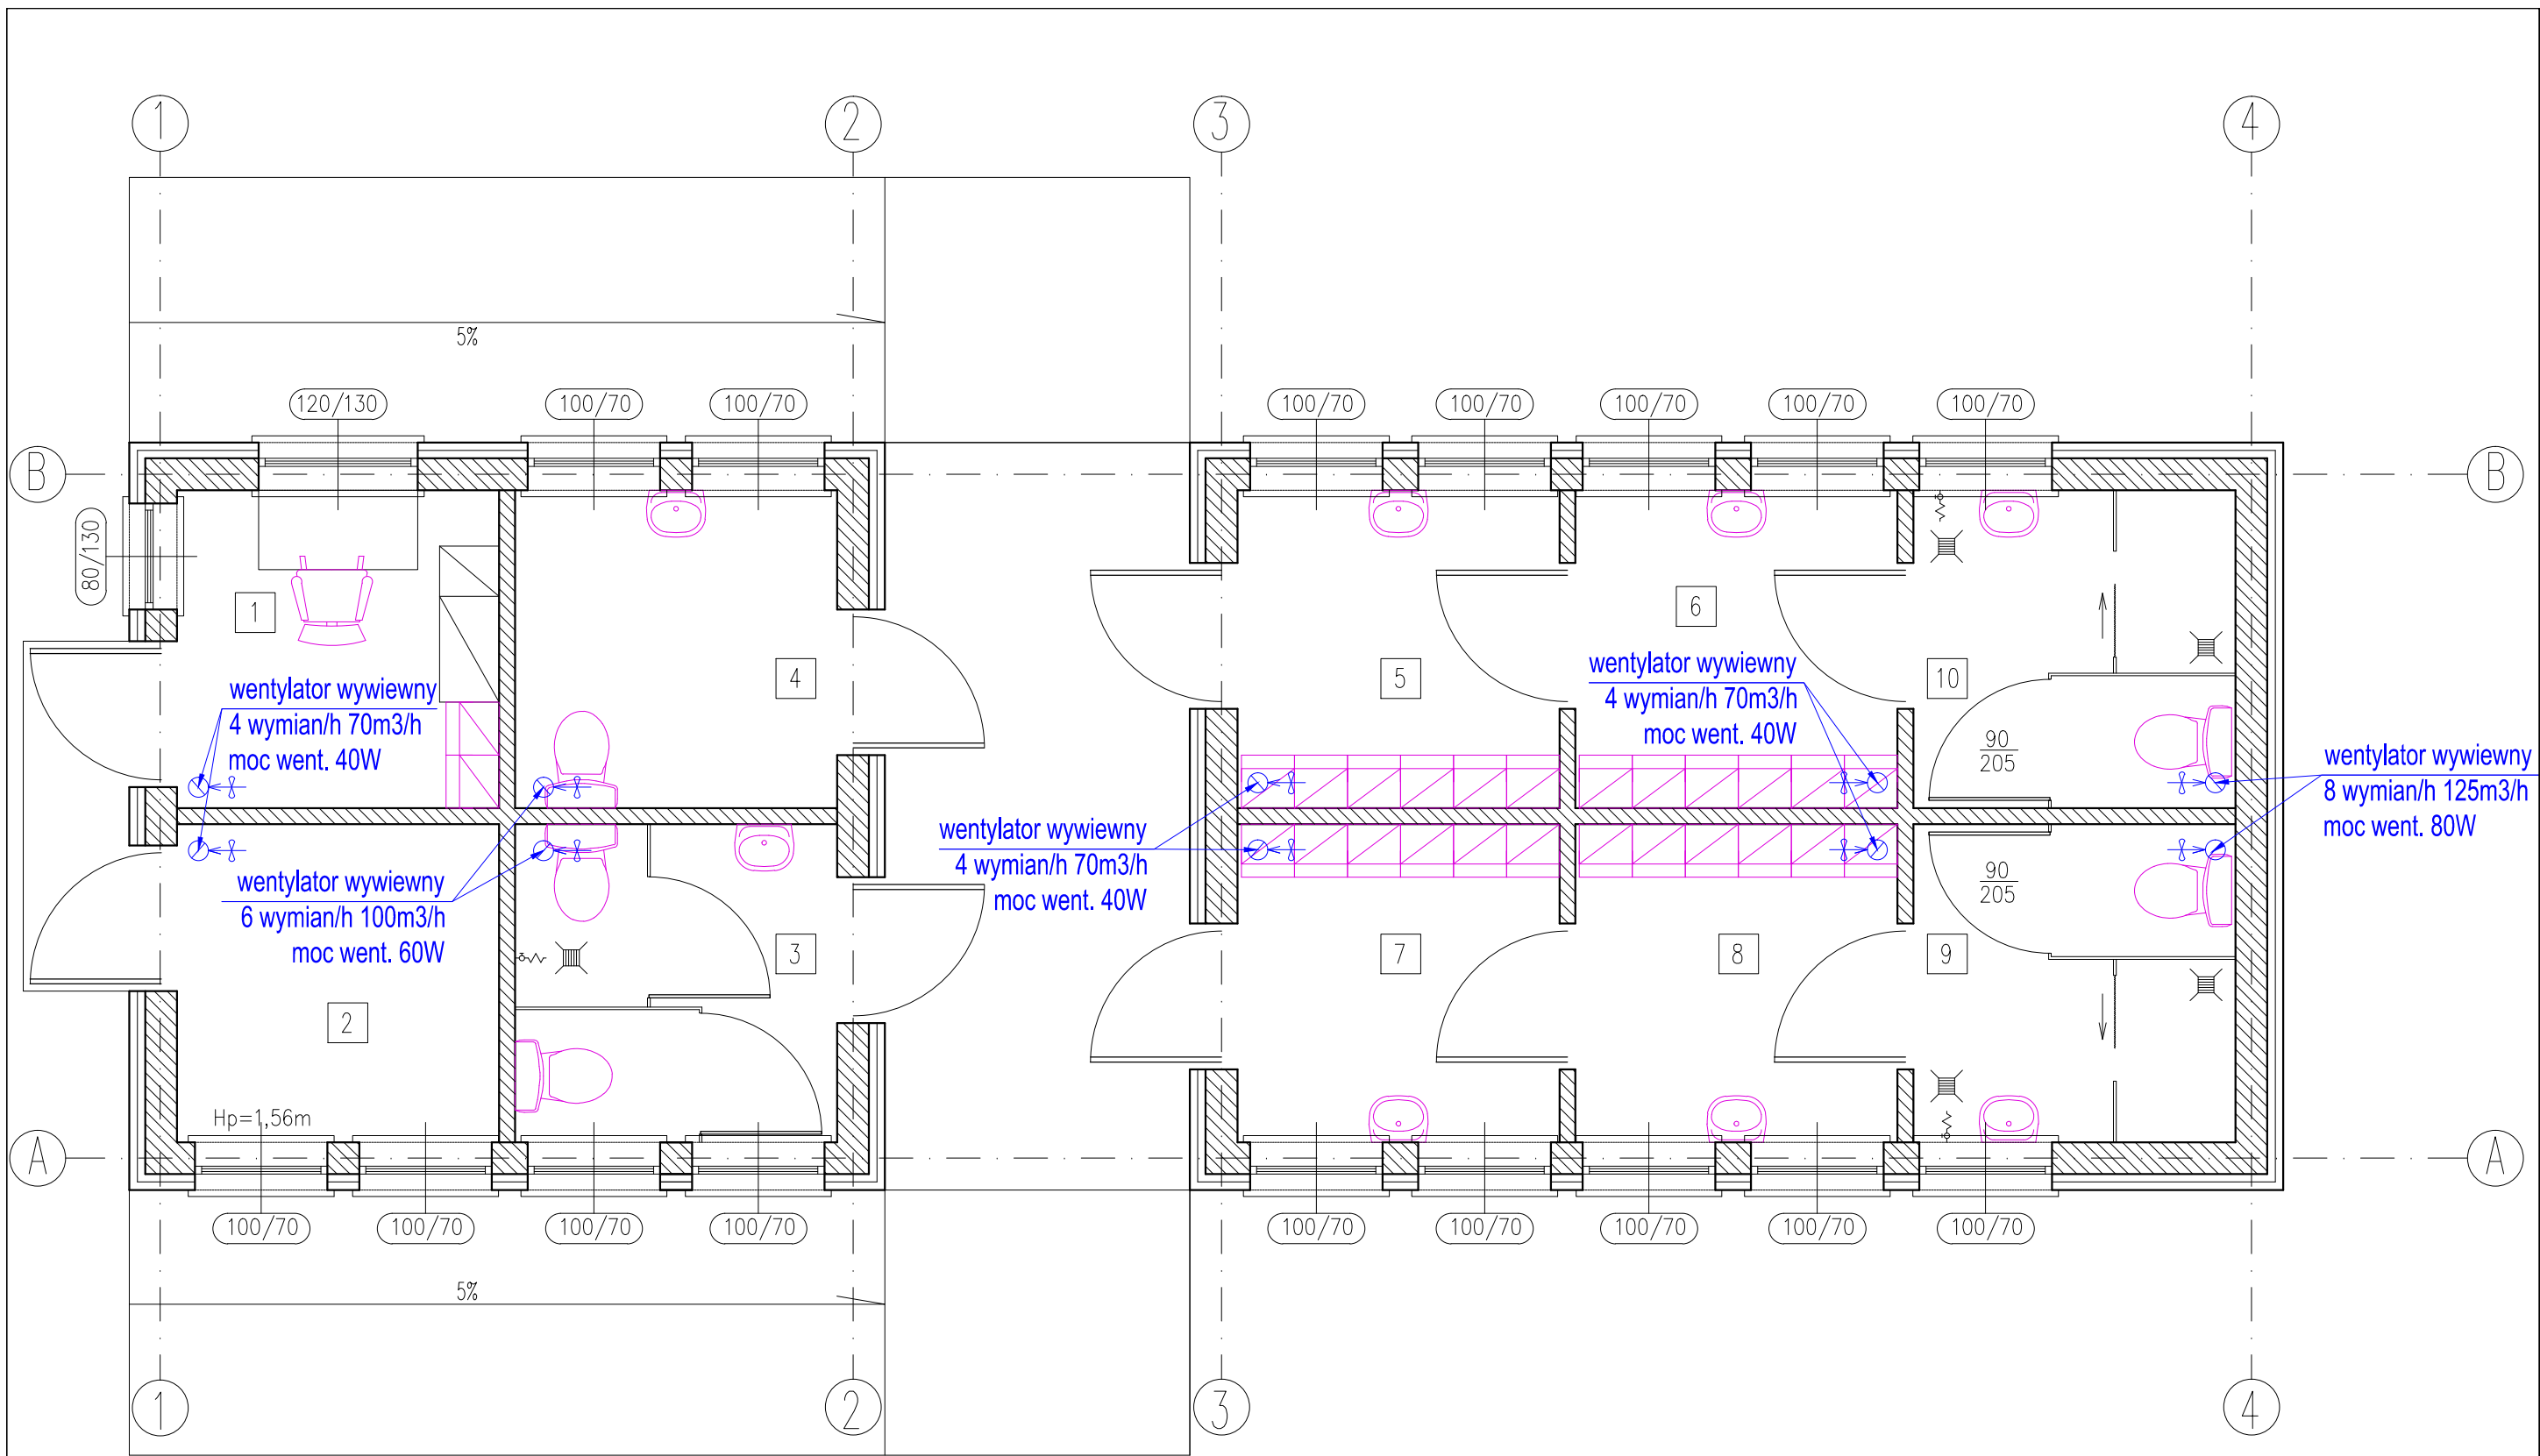 1
2
3
4
5%
120/130
100/70
100/70
100/70
100/70
100/70
100/70
100/70
B
B
80/130
1
4
5
6
10
wentylator wywiewny
4 wymian/h 70m3/h
moc went. 40W
wentylator wywiewny
4 wymian/h 70m3/h
moc went. 40W
90
205
wentylator wywiewny
8 wymian/h 125m3/h
moc went. 80W
wentylator wywiewny
4 wymian/h 70m3/h
moc went. 40W
wentylator wywiewny
6 wymian/h 100m3/h
moc went. 60W
90
205
2
3
7
8
9
Hp=1,56m
A
A
100/70
100/70
100/70
100/70
100/70
100/70
100/70
100/70
100/70
5%
1
2
3
4